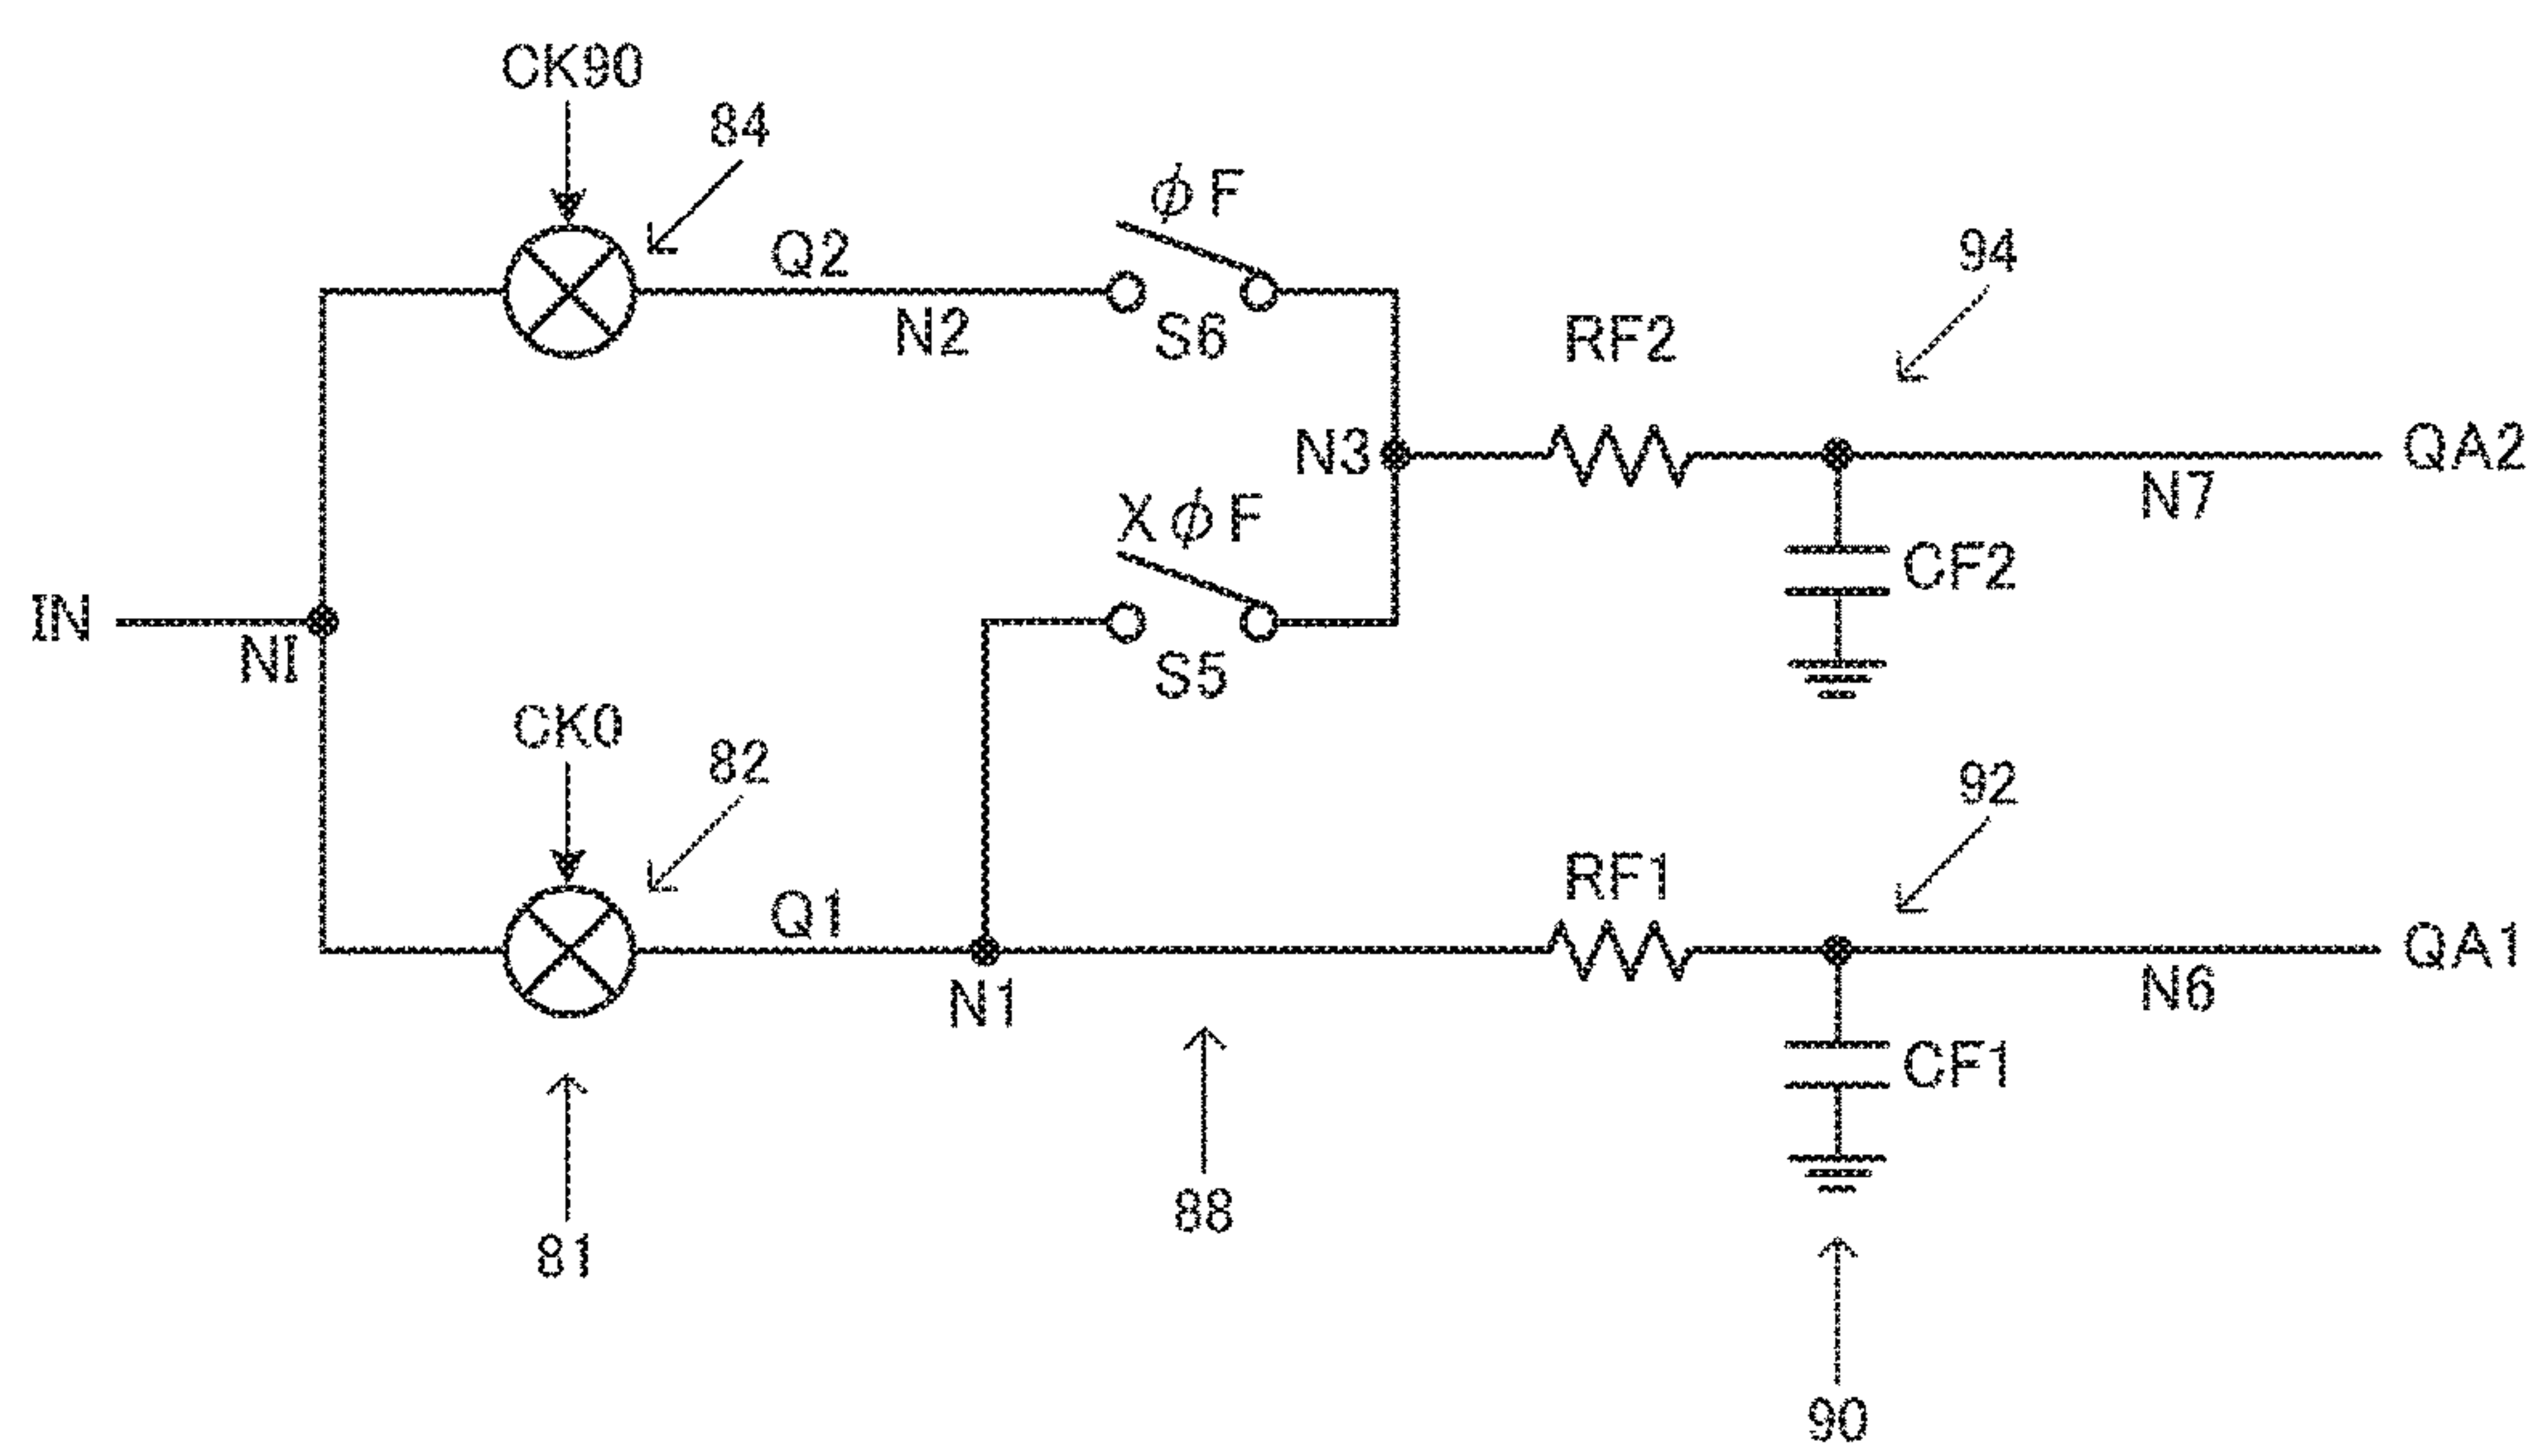 CK90
84
φF
Q2
N2
S6
94
RF2
N3
QA2
N7
XφF
CF2
IN
NI
S5
CK0
82
92
RF1
Q1
QA1
N1
N6
CF1
88
81
90